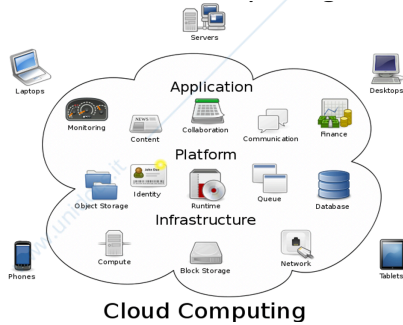 Servers
Laptops
Desktops
Application
Monitoring
NEWS
Content
Collaboration
Communication
Finance
Platform
Object Storage
Identity
Runtime
Queue
Database
Infrastructure
Compute
Block Storage
Network
Phones
Tablets
Cloud Computing